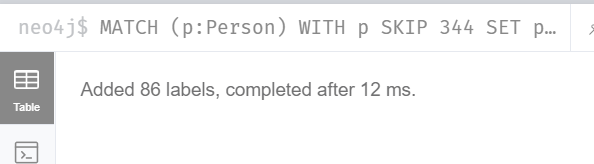 neo4j$ MATCH (p:Person) WITH p SKIP 344 SET p…
Table
Added 86 labels, completed after 12 ms.